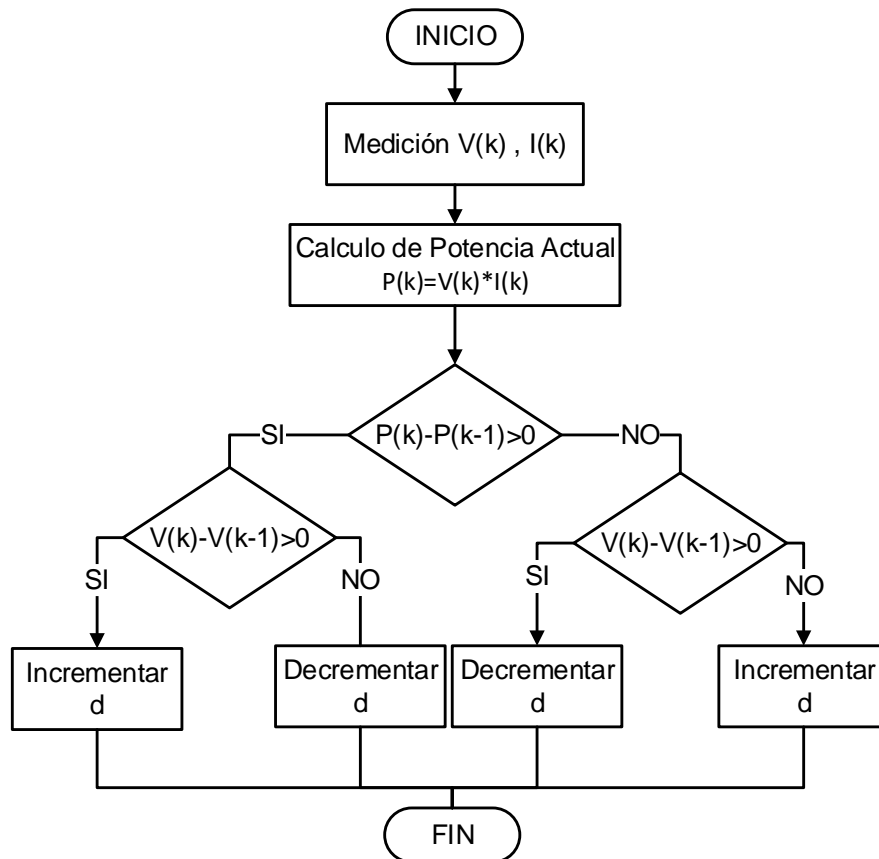 INICIO
Medición V(k) , I(k)
Calculo de Potencia Actual
P(k)=V(k)*I(k)
SI
P(k)-P(k-1)>0
NO
V(k)-V(k-1)>0
V(k)-V(k-1)>0
SI
NO
SI
NO
Incrementar
d
Decrementar
d
Decrementar
d
Incrementar
d
FIN